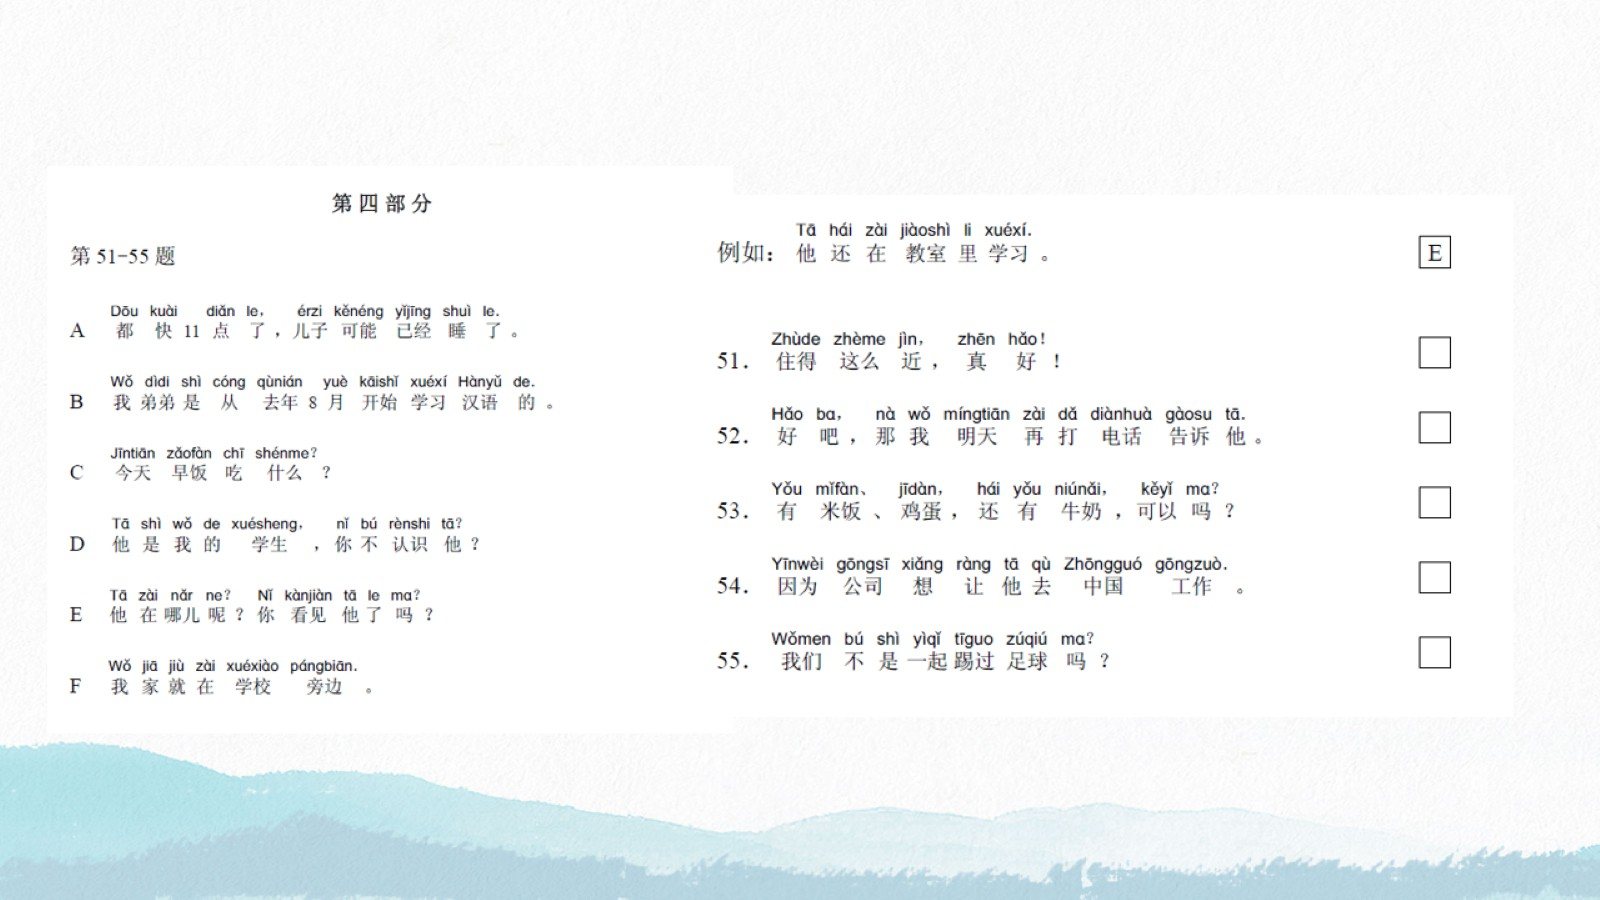 第四部分
第 51-55 题
Dōu kuài diǎn le, érzi kěnéng yǐjīng shuì le.
A 都 快 11 点 了，儿子 可能 已经 睡 了。
Wǒ dìdi shì cóng qùnián yuè kāishǐ xuéxí Hànyǔ de.
B 我 弟弟 是 从 去年 8 月 开始 学习 汉语 的。
Jīntiān zǎofàn chī shénme?
C 今天 早饭 吃 什么？
Tā shì wǒ de xuésheng, nǐ bú rènshi tā?
D 他 是 我 的 学生，你 不 认识 他？
Tā zài nǎr ne? Nǐ kànjiàn tā le ma?
E 他 在 哪儿 呢？你 看见 他 了 吗？
Wǒ jiā jiù zài xuéxiào pángbiān.
F 我 家 就 在 学校 旁边。
Tā hái zài jiàoshì li xuéxí.
例如：他 还 在 教室 里 学习。 E
Zhùde zhème jìn, zhēn hǎo!
51. 住得 这么 近，真 好！
Hǎo ba, nà wǒ míngtiān zài dǎ diànhuà gàosu tā.
52. 好 吧，那 我 明天 再 打 电话 告诉 他。
Yǒu mǐfàn、 jīdàn, hái yǒu niúnǎi, kěyǐ ma?
53. 有 米饭、鸡蛋，还 有 牛奶，可以 吗？
Yīnwèi gōngsī xiǎng ràng tā qù Zhōngguó gōngzuò.
54. 因为 公司 想 让 他 去 中国 工作。
Wǒmen bú shì yìqǐ tīguo zúqiú ma?
55. 我们 不 是 一起 踢过 足球 吗？